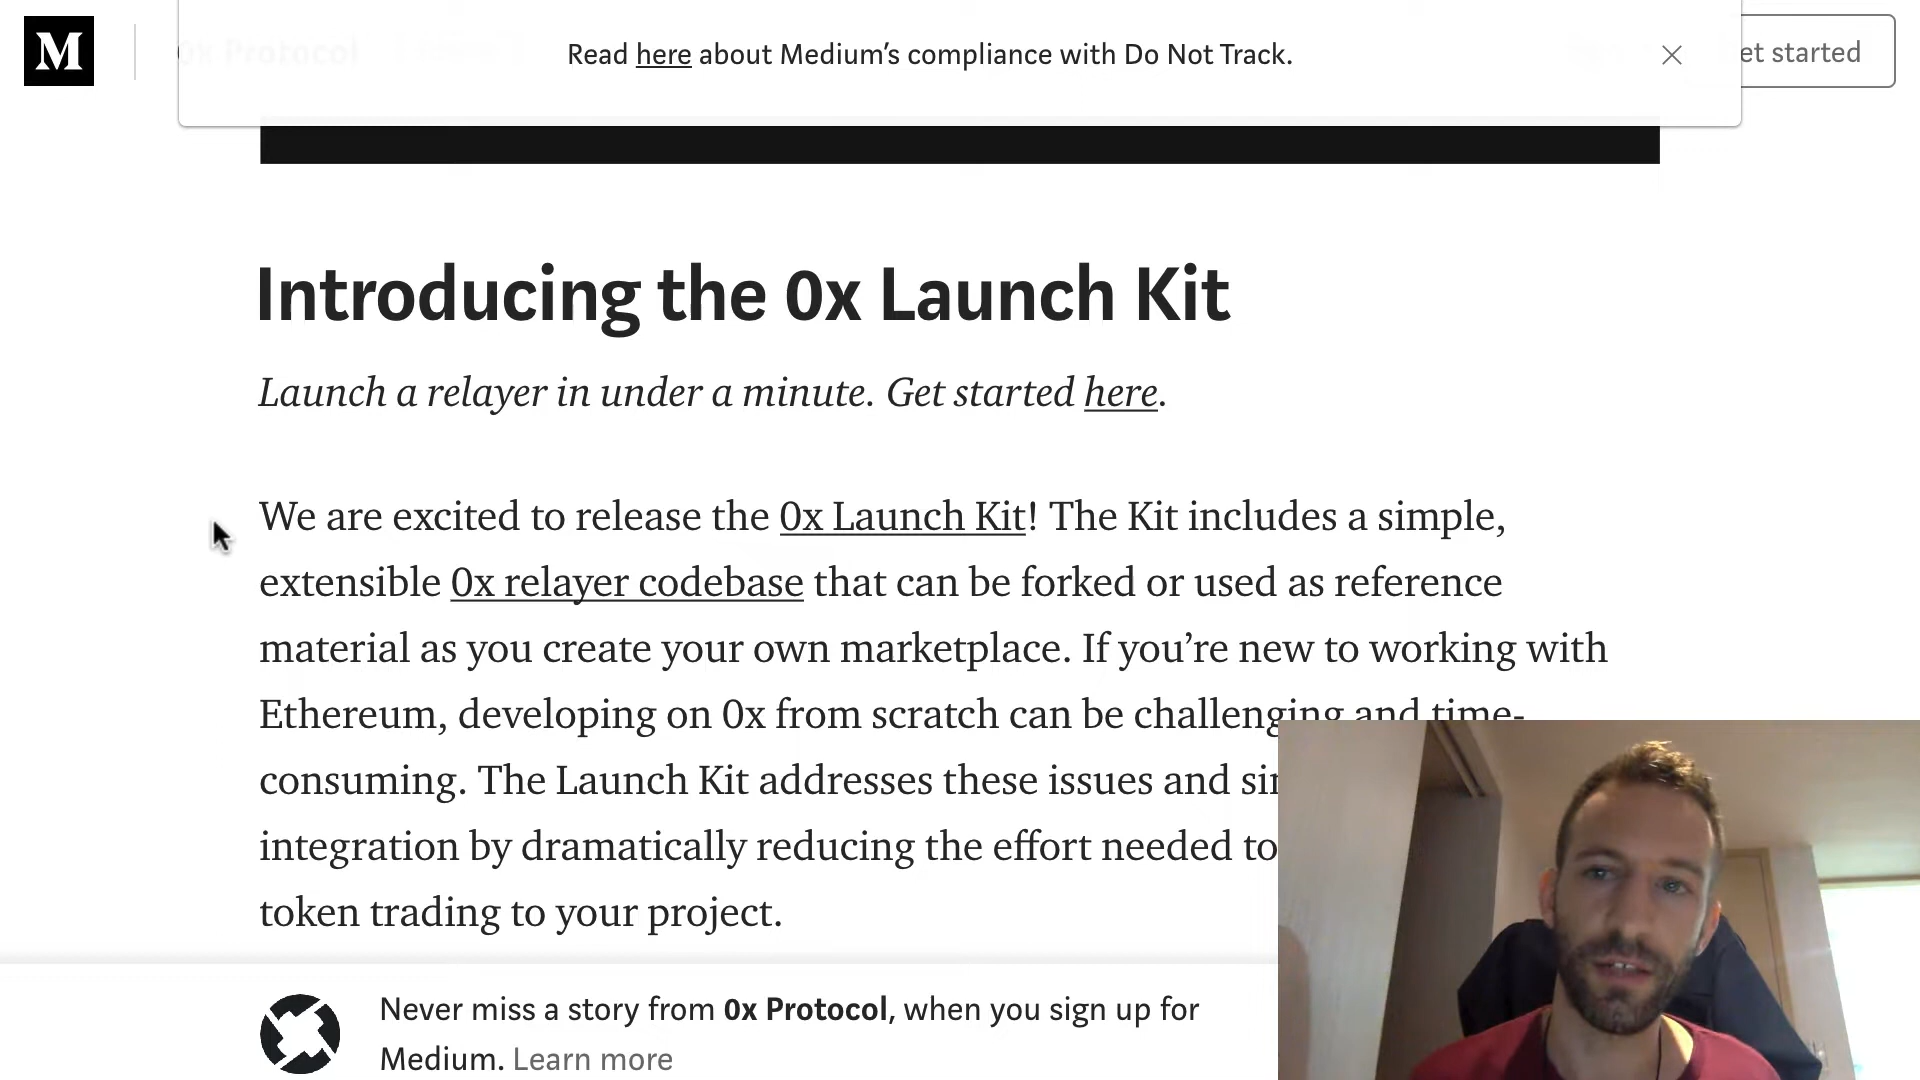 M
0x Protocol
Read here about Medium's compliance with Do Not Track.
et started
Introducing the 0x Launch Kit
Launch a relayer in under a minute. Get started here.
We are excited to release the 0x Launch Kit! The Kit includes a simple,
extensible 0x relayer codebase that can be forked or used as reference
material as you create your own marketplace. If you’re new to working with
Ethereum, developing on 0x from scratch can be challenging and time-
consuming. The Launch Kit addresses these issues and
integration by dramatically reducing the effort needed to
token trading to your project.
Never miss a story from 0x Protocol, when you sign up for
Medium. Learn more